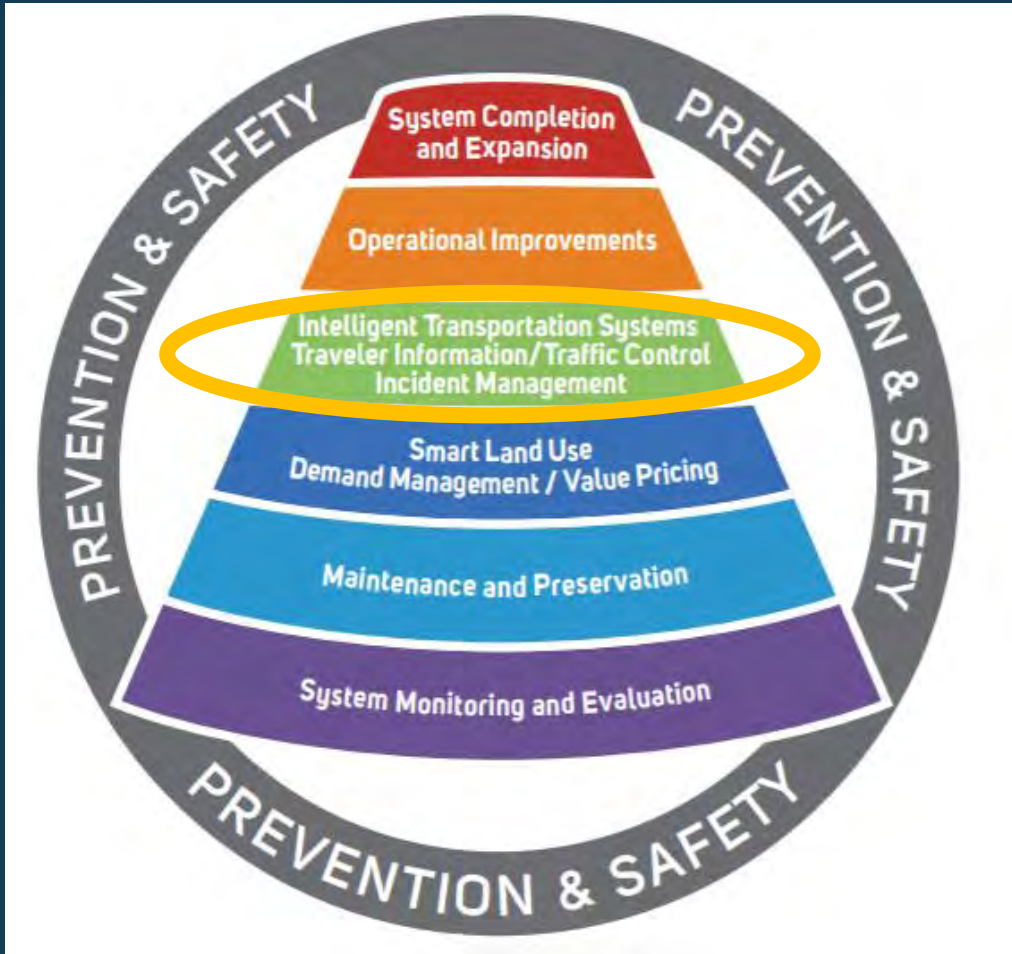 PREVENTION & SAFETY
PREVENTION & SAFETY
System Completion
and Expansion
Operational Improvements
Intelligent Transportation Systems
Traveler Information/Traffic Control
Incident Management
Smart Land Use
Demand Management / Value Pricing
Maintenance and Preservation
System Monitoring and Evaluation
PREVENTION & SAFETY